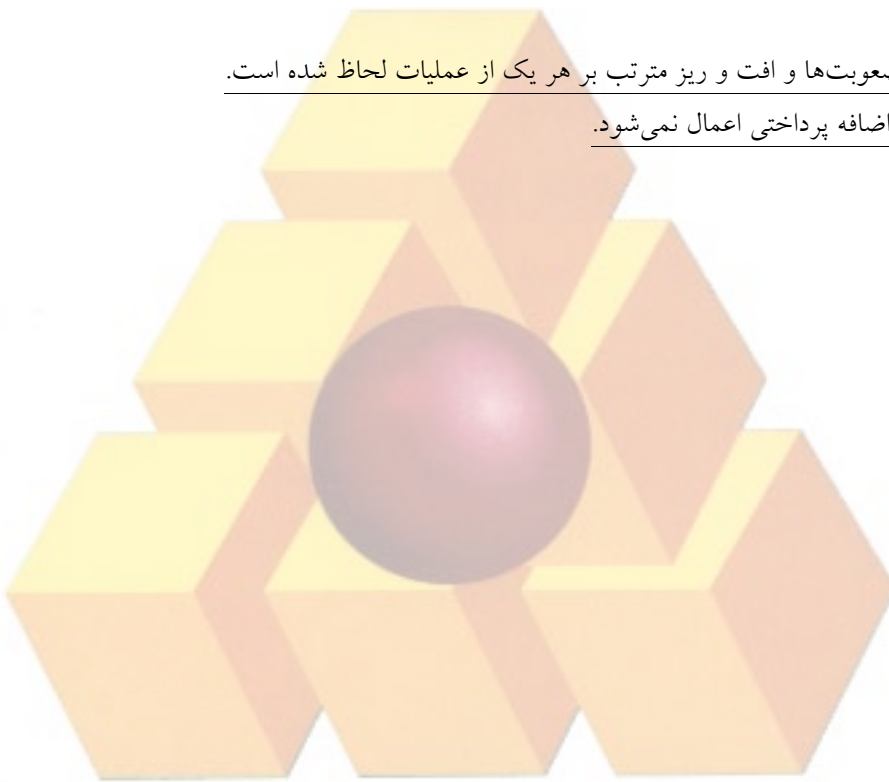 صعوبت‌ها و افت و ریز مترتب بر هر یک از عملیات لحاظ شده است.
اضافه پرداختی اعمال نمی‌شود.